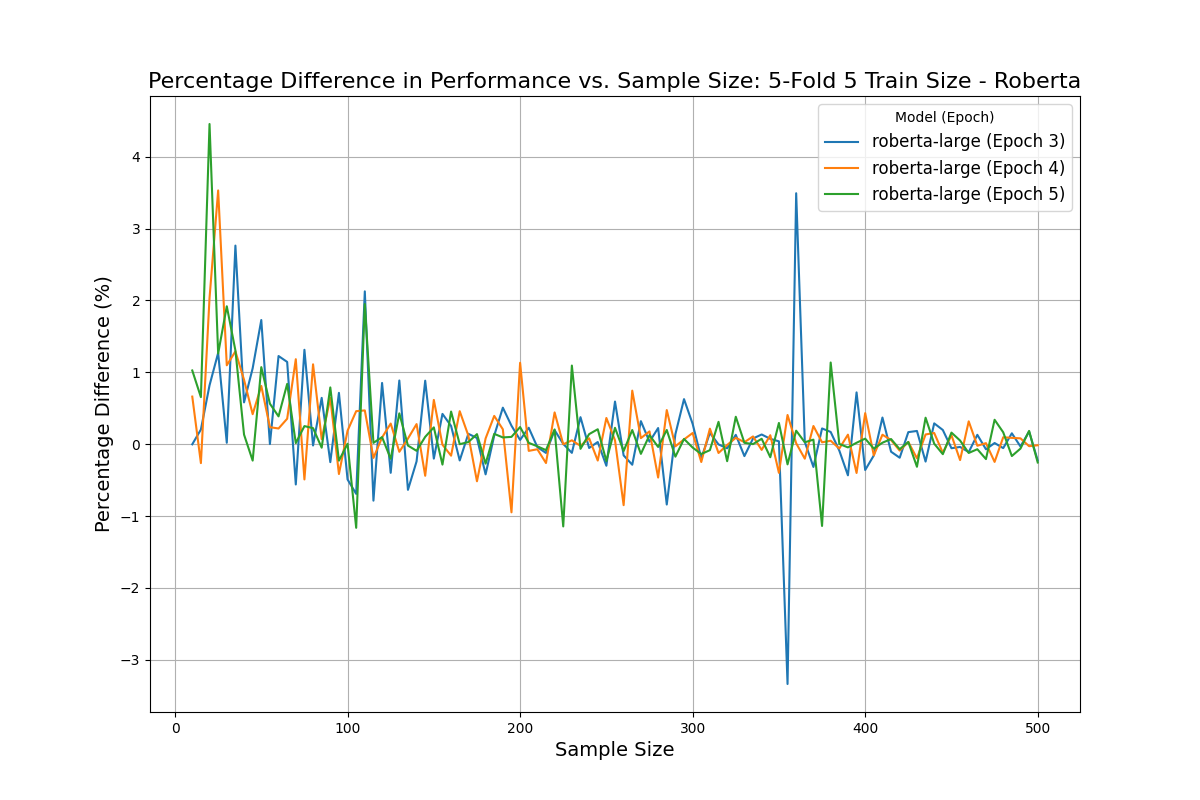 Percentage Difference in Performance vs. Sample Size: 5-Fold 5 Train Size - Roberta
Model (Epoch)
roberta-large (Epoch 3)
roberta-large (Epoch 4)
roberta-large (Epoch 5)
Percentage Difference (%)
4
3
2
1
0
−1
−2
−3
0
100
200
300
400
500
Sample Size